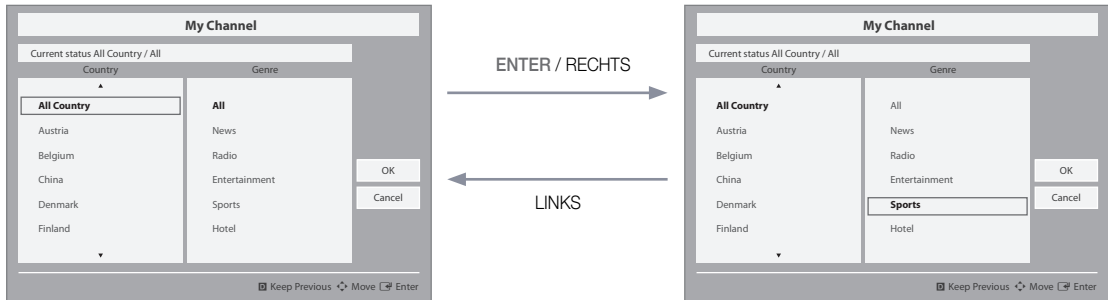 My Channel
Current status All Country / All
Country Genre
All Country All
Austria News
Belgium Radio
China Entertainment
Denmark Sports
Finland Hotel
OK
Cancel
D Keep Previous Move Enter
ENTER / RECHTS
LINKS
My Channel
Current status All Country / All
Country Genre
All Country All
Austria News
Belgium Radio
China Entertainment
Denmark Sports
Finland Hotel
OK
Cancel
D Keep Previous Move Enter